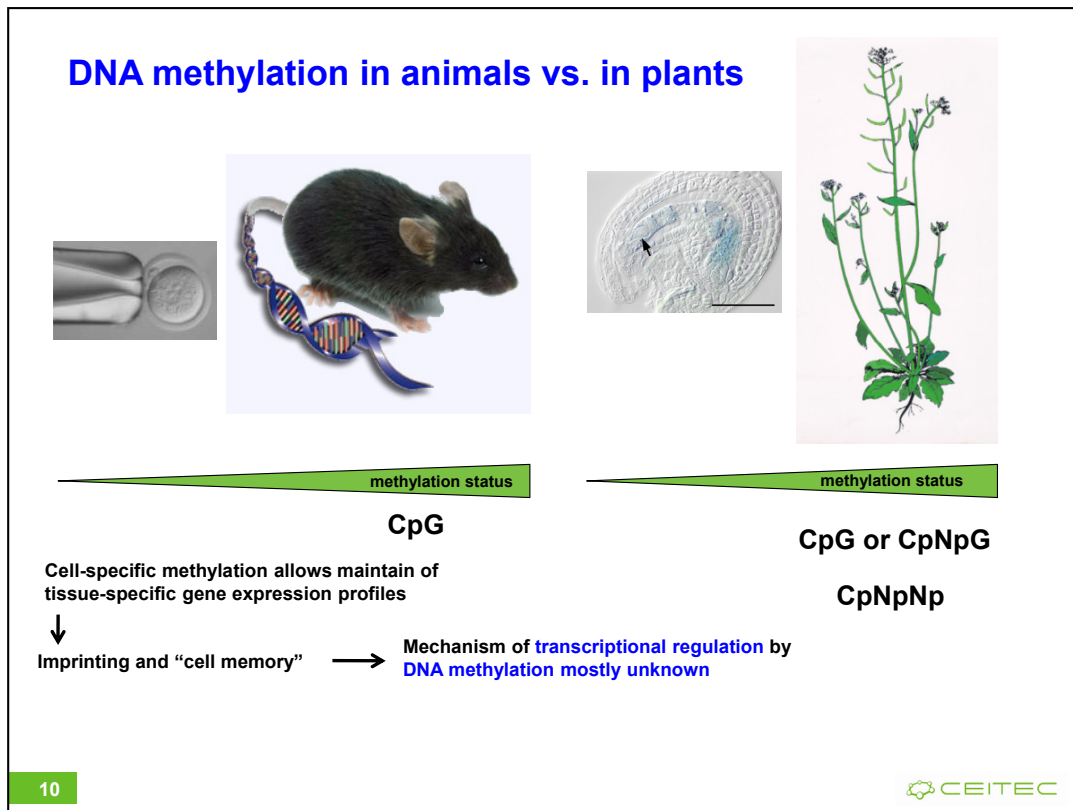 DNA methylation in animals vs. in plants
methylation status
methylation status
CpG
CpG or CpNpG
CpNpNp
Cell-specific methylation allows maintain of
tissue-specific gene expression profiles
Imprinting and “cell memory”
Mechanism of transcriptional regulation by
DNA methylation mostly unknown
10
CEITEC